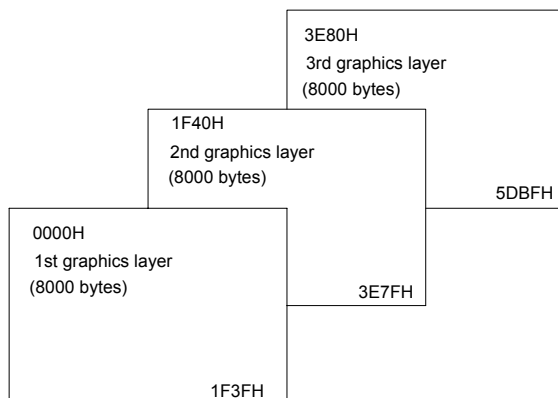 3E80H
3rd graphics layer
(8000 bytes)
5DBFH
1F40H
2nd graphics layer
(8000 bytes)
3E7FH
0000H
1st graphics layer
(8000 bytes)
1F3FH